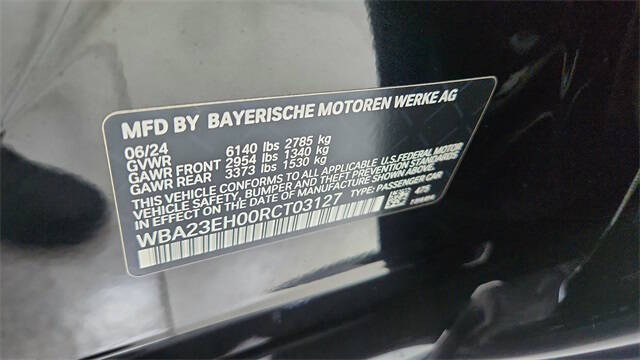 MFD BY BAYERISCHE MOTOREN WERKE AG
06/24
GVWR 6140 lbs 2785 kg
GAWR FRONT 2954 lbs 1340 kg
GAWR REAR 3373 lbs 1530 kg
THIS VEHICLE CONFORMS TO ALL APPLICABLE U.S. FEDERAL MOTOR
VEHICLE SAFETY, BUMPER, AND THEFT PREVENTION STANDARDS
IN EFFECT ON THE DATE OF MANUFACTURE SHOWN ABOVE.
WBA23EH00RCT03127 TYPE: PASSENGER CAR
475